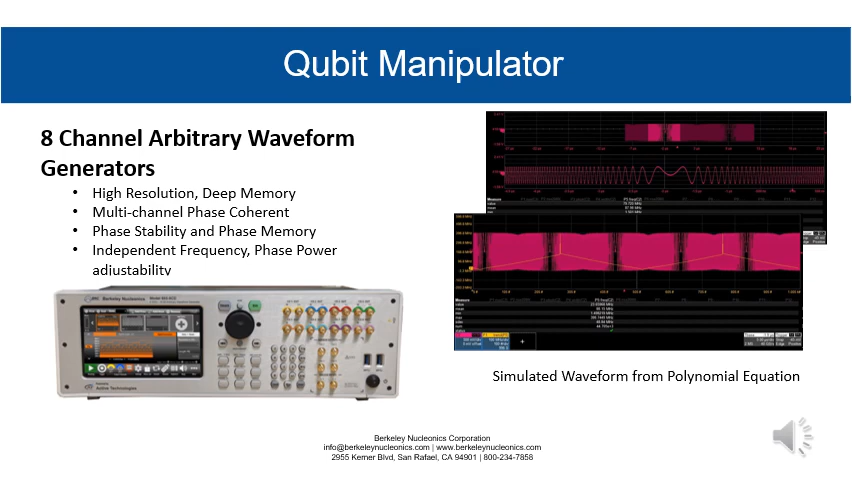 Qubit Manipulator
8 Channel Arbitrary Waveform
Generators
• High Resolution, Deep Memory
• Multi-channel Phase Coherent
• Phase Stability and Phase Memory
• Independent Frequency, Phase Power
adjustability
Berkeley Nucleonics
Simulated Waveform from Polynomial Equation
Berkeley Nucleonics Corporation
info@berkeleynucleonics.com | www.berkeleynucleonics.com
2955 Kerner Blvd, San Rafael, CA 94901 | 800-234-7858